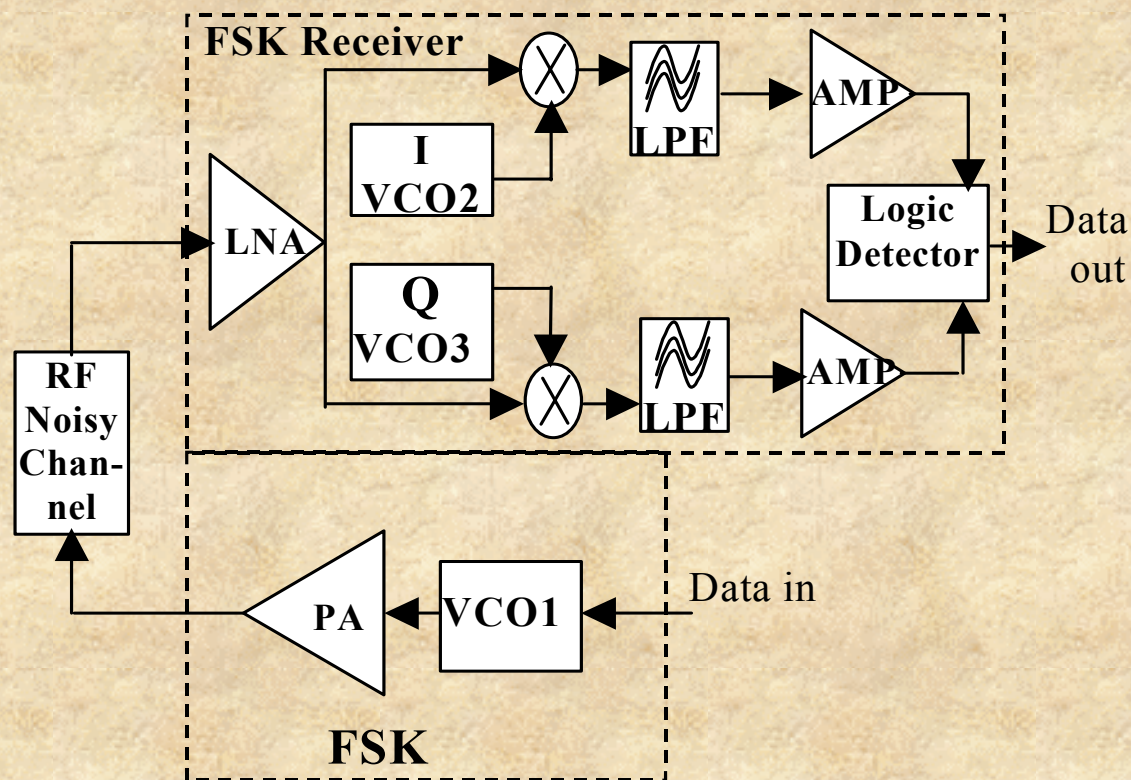 FSK Receiver
I
VCO2
LPF
AMP
LNA
Logic
Detector
Data
out
Q
VCO3
LPF
AMP
RF
Noisy
Chan-
nel
PA
VCO1
Data in
FSK